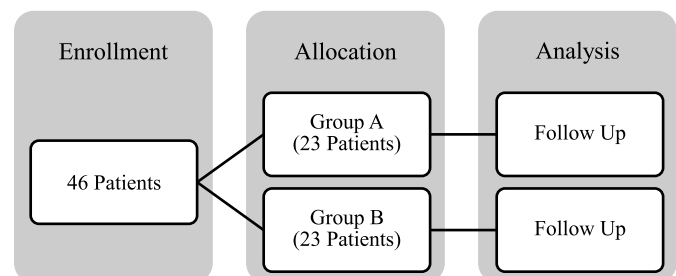 Enrollment
Allocation
Analysis
46 Patients
Group A
(23 Patients)
Follow Up
Group B
(23 Patients)
Follow Up